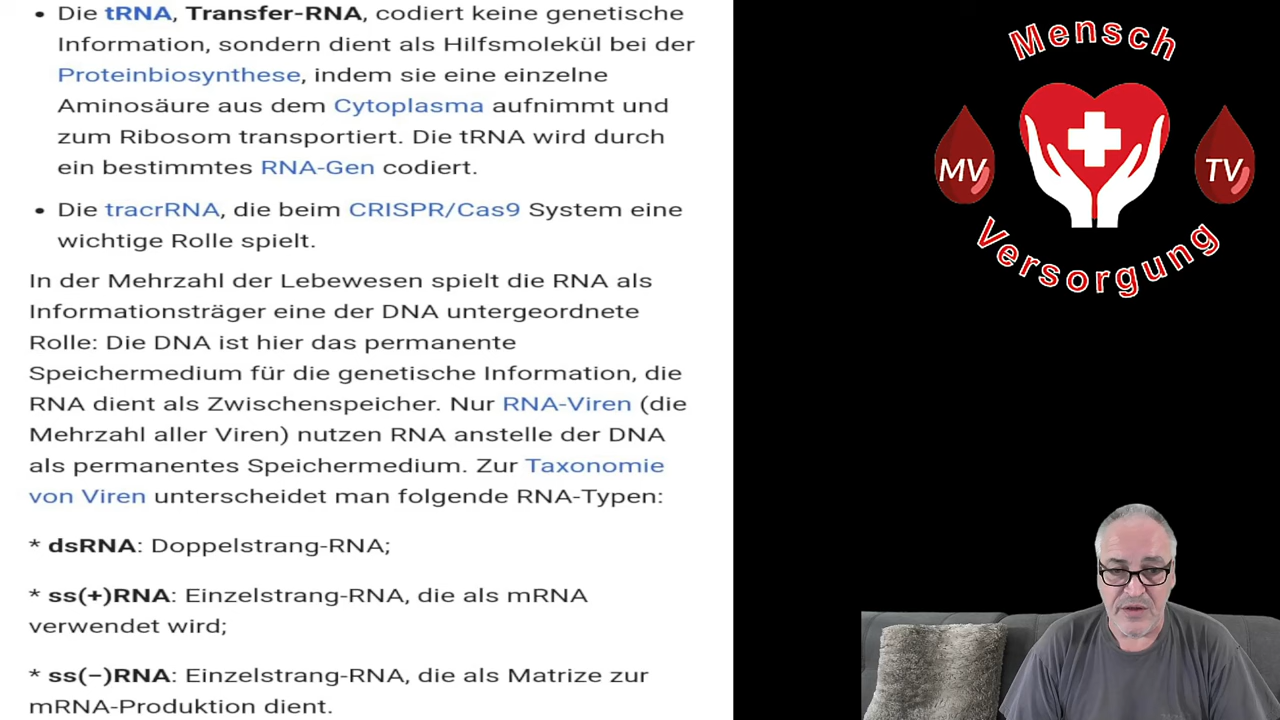 • Die tRNA, Transfer-RNA, codiert keine genetische
Information, sondern dient als Hilfsmolekül bei der
Proteinbiosynthese, indem sie eine einzelne
Aminosäure aus dem Cytoplasma aufnimmt und
zum Ribosom transportiert. Die tRNA wird durch
ein bestimmtes RNA-Gen codiert.
• Die tracrRNA, die beim CRISPR/Cas9 System eine
wichtige Rolle spielt.
In der Mehrzahl der Lebewesen spielt die RNA als
Informationsträger eine der DNA untergeordnete
Rolle: Die DNA ist hier das permanente
Speichermedium für die genetische Information, die
RNA dient als Zwischenspeicher. Nur RNA-Viren (die
Mehrzahl aller Viren) nutzen RNA anstelle der DNA
als permanentes Speichermedium. Zur Taxonomie
von Viren unterscheidet man folgende RNA-Typen:
* dsRNA: Doppelstrang-RNA;
* ss(+)RNA: Einzelstrang-RNA, die als mRNA
verwendet wird;
* ss(−)RNA: Einzelstrang-RNA, die als Matrize zur
mRNA-Produktion dient.
Mensch
MV
TV
Versorgung